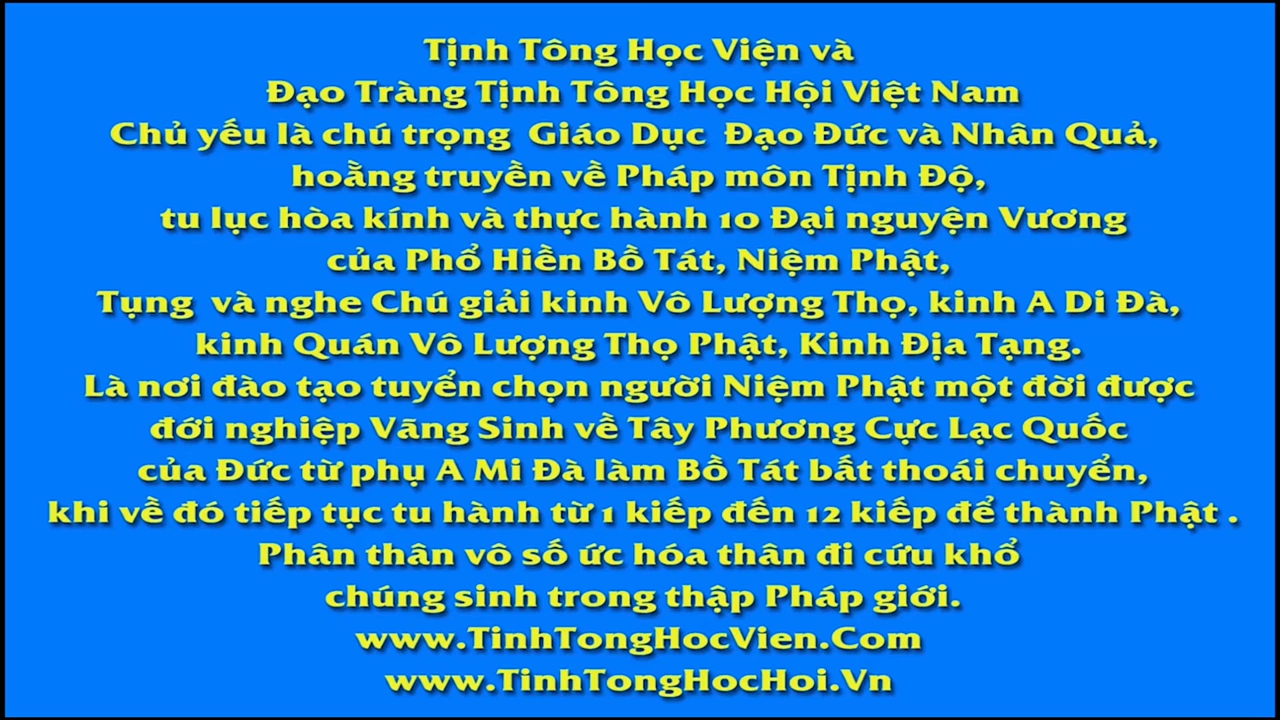 Tịnh Tông Học Viện và
Đạo Tràng Tịnh Tông Học Hội Việt Nam
Chủ yếu là chú trọng Giáo Dục Đạo Đức và Nhân Quả,
hoằng truyền về Pháp môn Tịnh Độ,
tu lục hòa kính và thực hành 10 Đại nguyện Vương
của Phổ Hiền Bồ Tát, Niệm Phật,
Tụng và nghe Chú giải kinh Vô Lượng Thọ, kinh A Di Đà,
kinh Quán Vô Lượng Thọ Phật, Kinh Địa Tạng.
Là nơi đào tạo tuyển chọn người Niệm Phật một đời được
đới nghiệp Vãng Sinh về Tây Phương Cực Lạc Quốc
của Đức từ phụ A Mi Đà làm Bồ Tát bất thoái chuyển,
khi về đó tiếp tục tu hành từ 1 kiếp đến 12 kiếp để thành Phật .
Phân thân vô số ức hóa thân đi cứu khổ
chúng sinh trong thập Pháp giới.
www.TinhTongHocVien.Com
www.TinhTongHocHoi.Vn